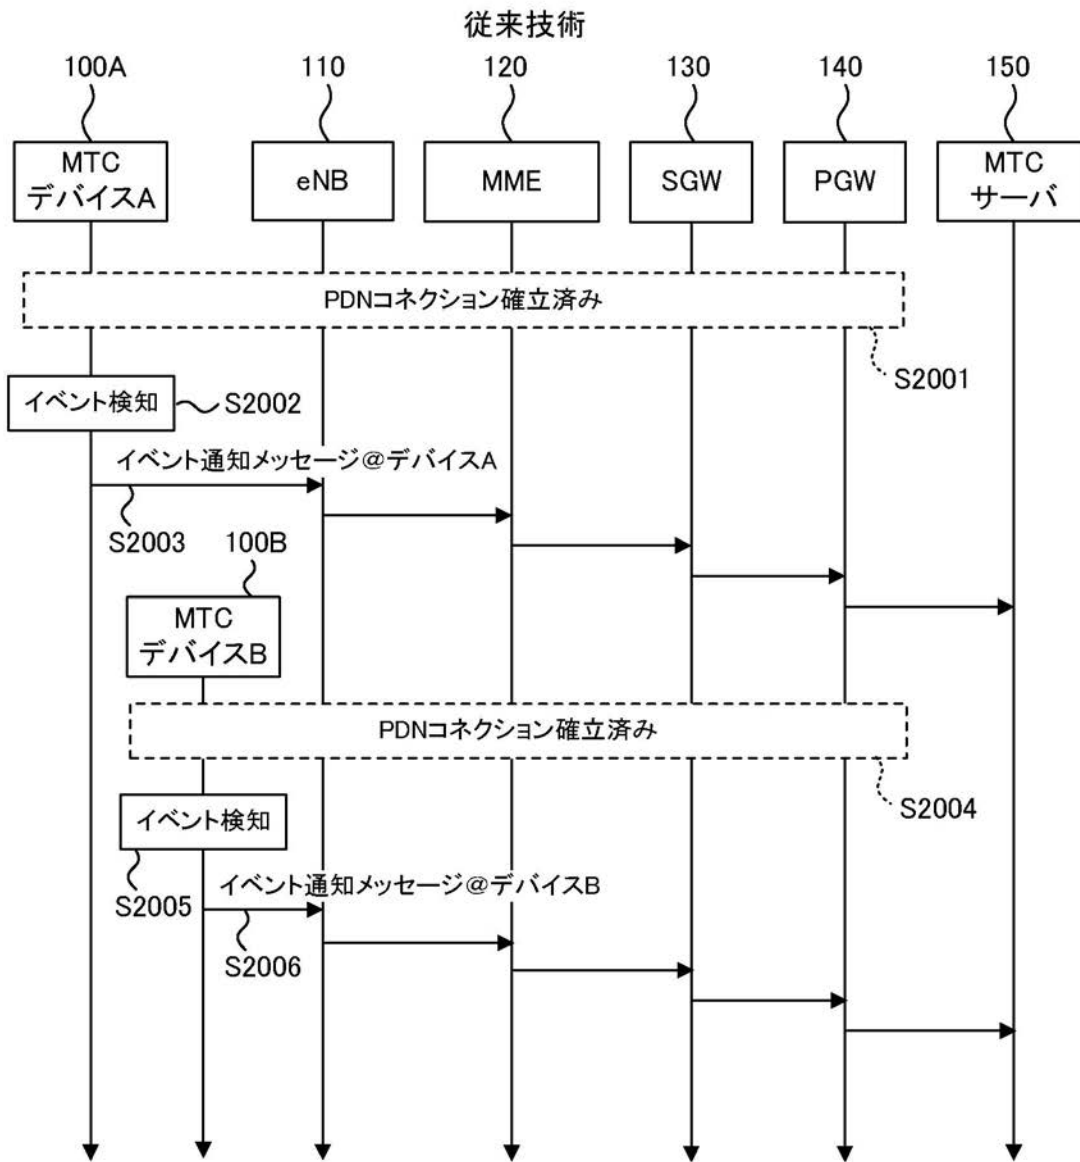 従来技術
100A
110
120
130
140
150
MTC
デバイスA
eNB
MME
SGW
PGW
MTC
サーバ
PDNコネクション確立済み
S2001
イベント検知
S2002
イベント通知メッセージ@デバイスA
S2003
100B
MTC
デバイスB
PDNコネクション確立済み
S2004
イベント検知
S2005
イベント通知メッセージ@デバイスB
S2006